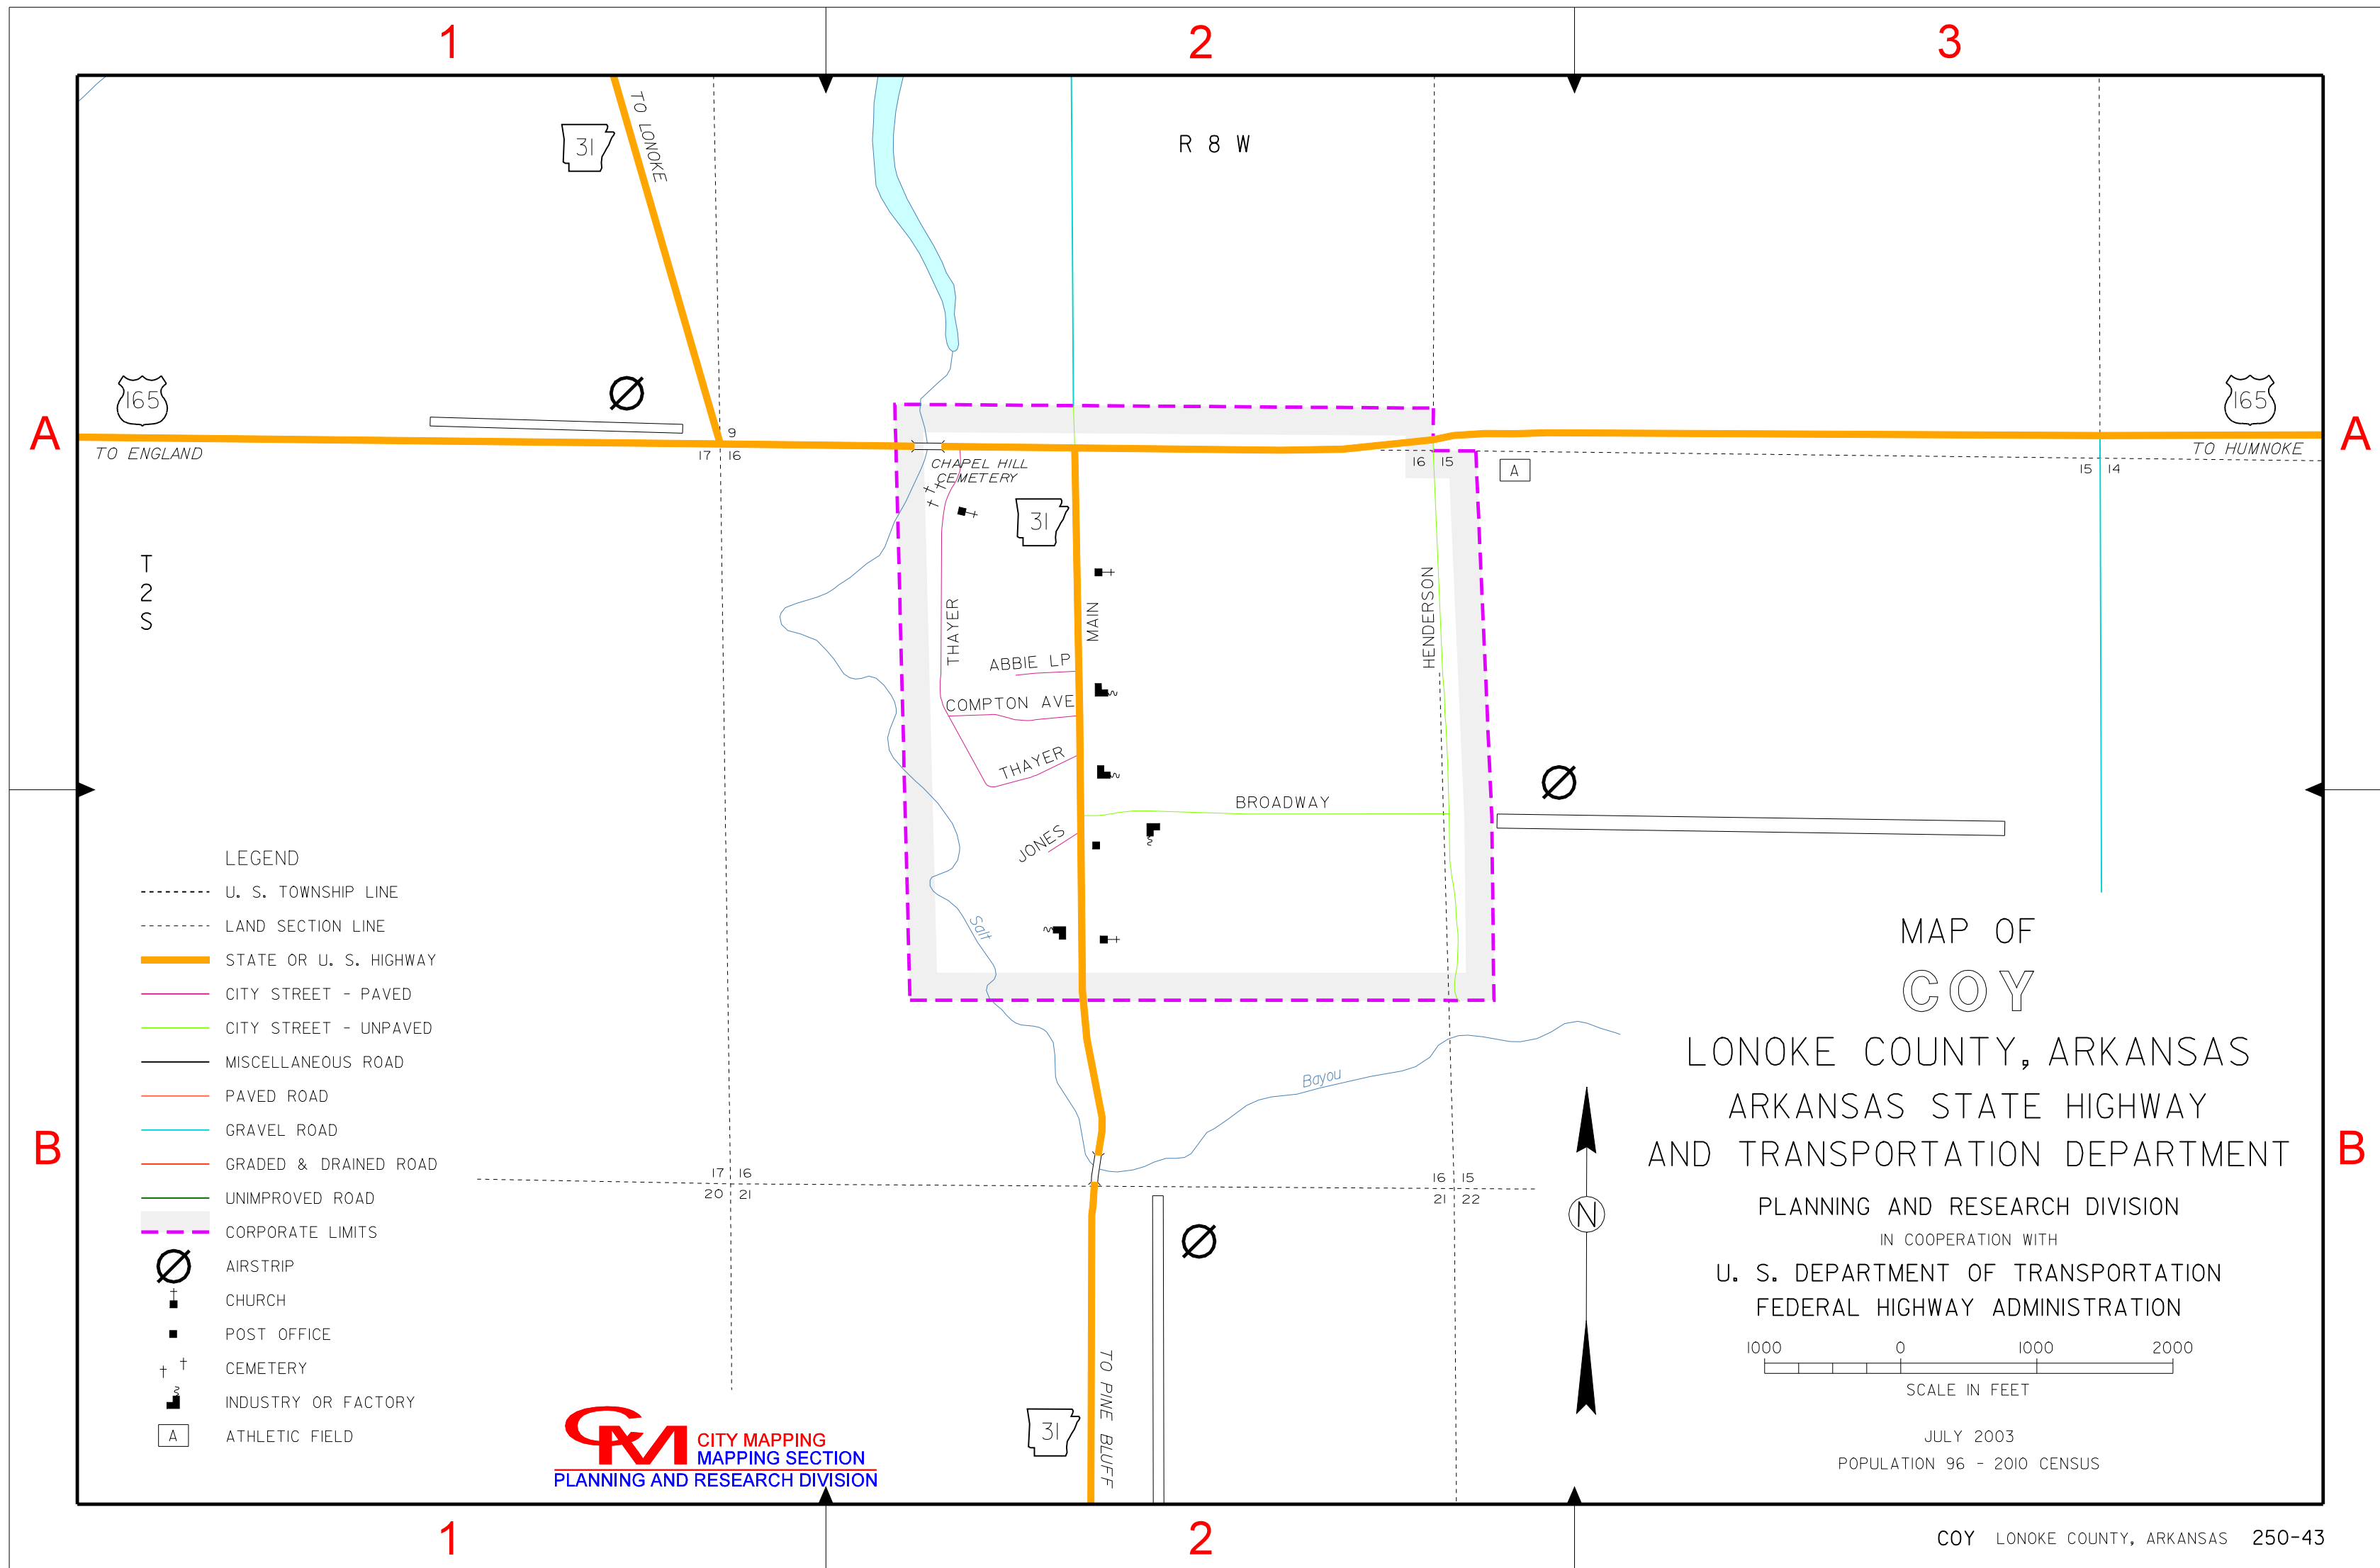 1
2
3
TO LONOKE
31
R 8 W
165
165
A
A
TO ENGLAND
9
17 16
CHAPEL HILL
CEMETERY
16 15
A
TO HUMNOKE
15 14
31
T
2
S
THAYER
MAIN
HENDERSON
ABBIE LP
COMPTON AVE
THAYER
BROADWAY
JONES
Salt
Bayou
LEGEND
U. S. TOWNSHIP LINE
LAND SECTION LINE
STATE OR U. S. HIGHWAY
CITY STREET - PAVED
CITY STREET - UNPAVED
MISCELLANEOUS ROAD
PAVED ROAD
GRAVEL ROAD
GRADED & DRAINED ROAD
UNIMPROVED ROAD
CORPORATE LIMITS
AIRSTRIP
CHURCH
POST OFFICE
CEMETERY
INDUSTRY OR FACTORY
A ATHLETIC FIELD
B
B
17 16
20 21
16 15
21 22
MAP OF
COY
LONOKE COUNTY, ARKANSAS
ARKANSAS STATE HIGHWAY
AND TRANSPORTATION DEPARTMENT
PLANNING AND RESEARCH DIVISION
IN COOPERATION WITH
U. S. DEPARTMENT OF TRANSPORTATION
FEDERAL HIGHWAY ADMINISTRATION
N
1000 0 1000 2000
SCALE IN FEET
JULY 2003
POPULATION 96 - 2010 CENSUS
31
TO PINE BLUFF
CM
CITY MAPPING
MAPPING SECTION
PLANNING AND RESEARCH DIVISION
1
2
COY LONOKE COUNTY, ARKANSAS 250-43